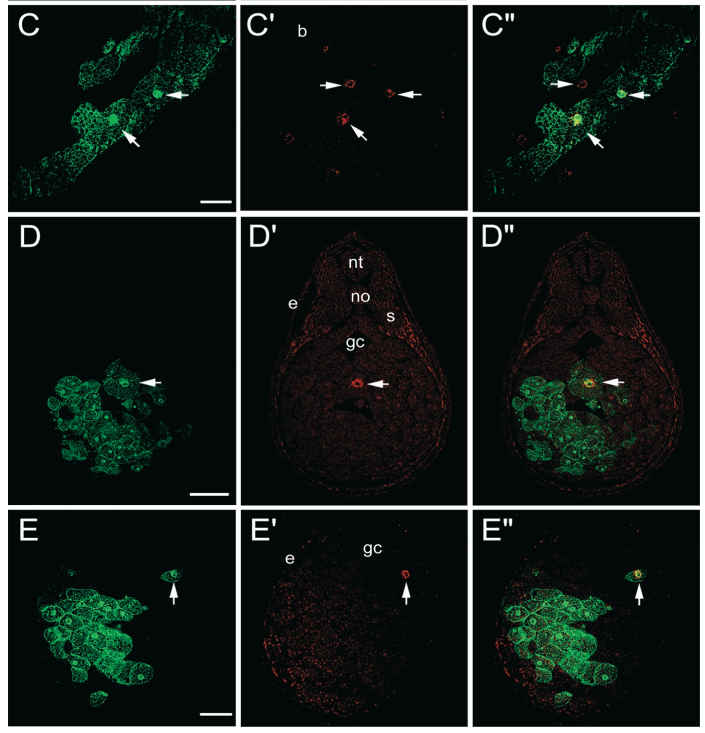 C C' b C"
D D' nt e no s gc D"
E E' e gc E"